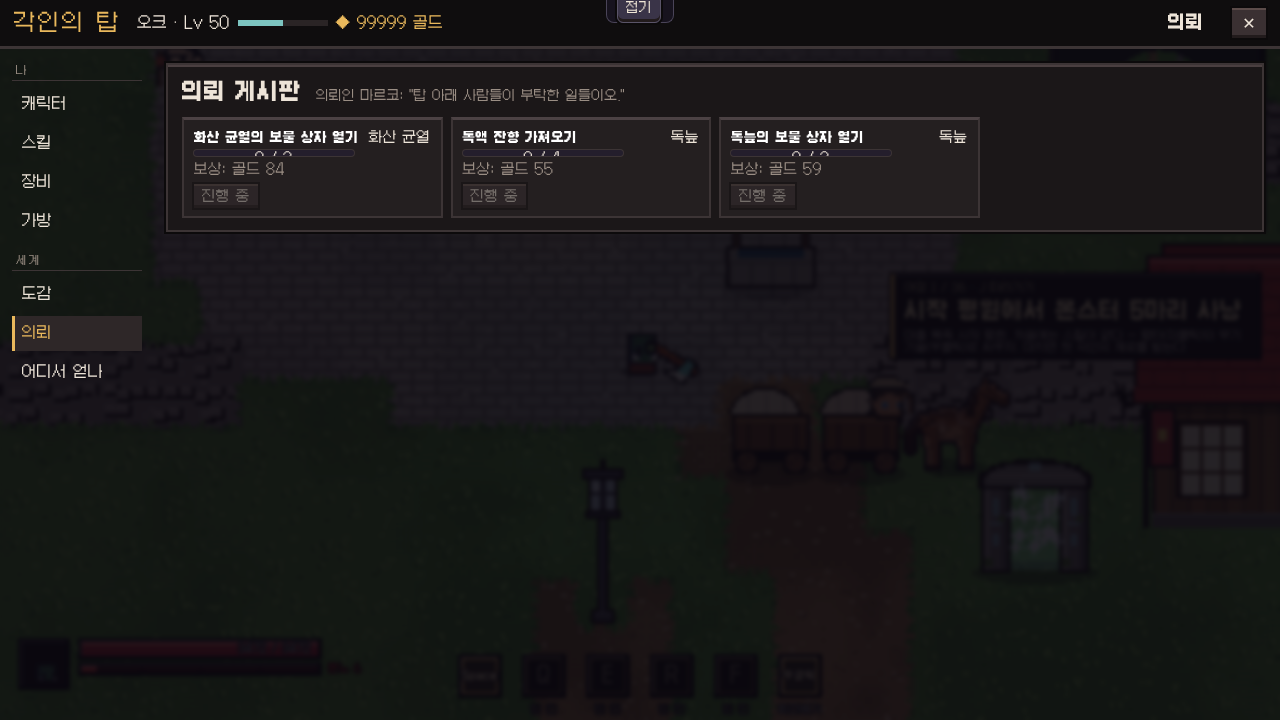 접기
각인의 탑 오크 · Lv 50 ◆ 99999 골드 의뢰 ×
나
캐릭터
스킬
장비
가방
세계
도감
의뢰
어디서 얻나
의뢰 게시판 의뢰인 마르코: "탑 아래 사람들이 부탁한 일들이오."
화산 균열의 보물 상자 열기 화산 균열
보상: 골드 84
진행 중
독액 잔향 가져오기 독늪
보상: 골드 55
진행 중
독늪의 보물 상자 열기 독늪
보상: 골드 59
진행 중
시작 평원에서 몬스터 5마리 사냥